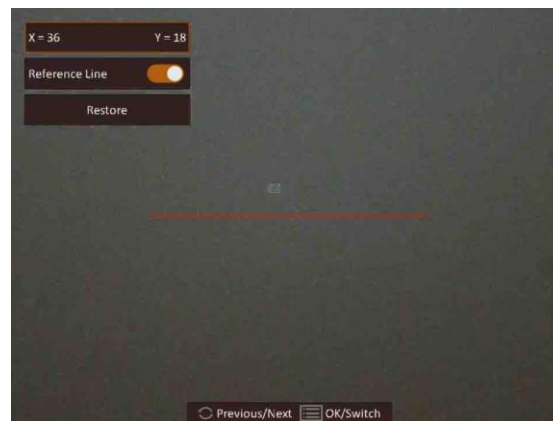 X = 36 Y = 18
Reference Line
Restore
Previous/Next OK/Switch